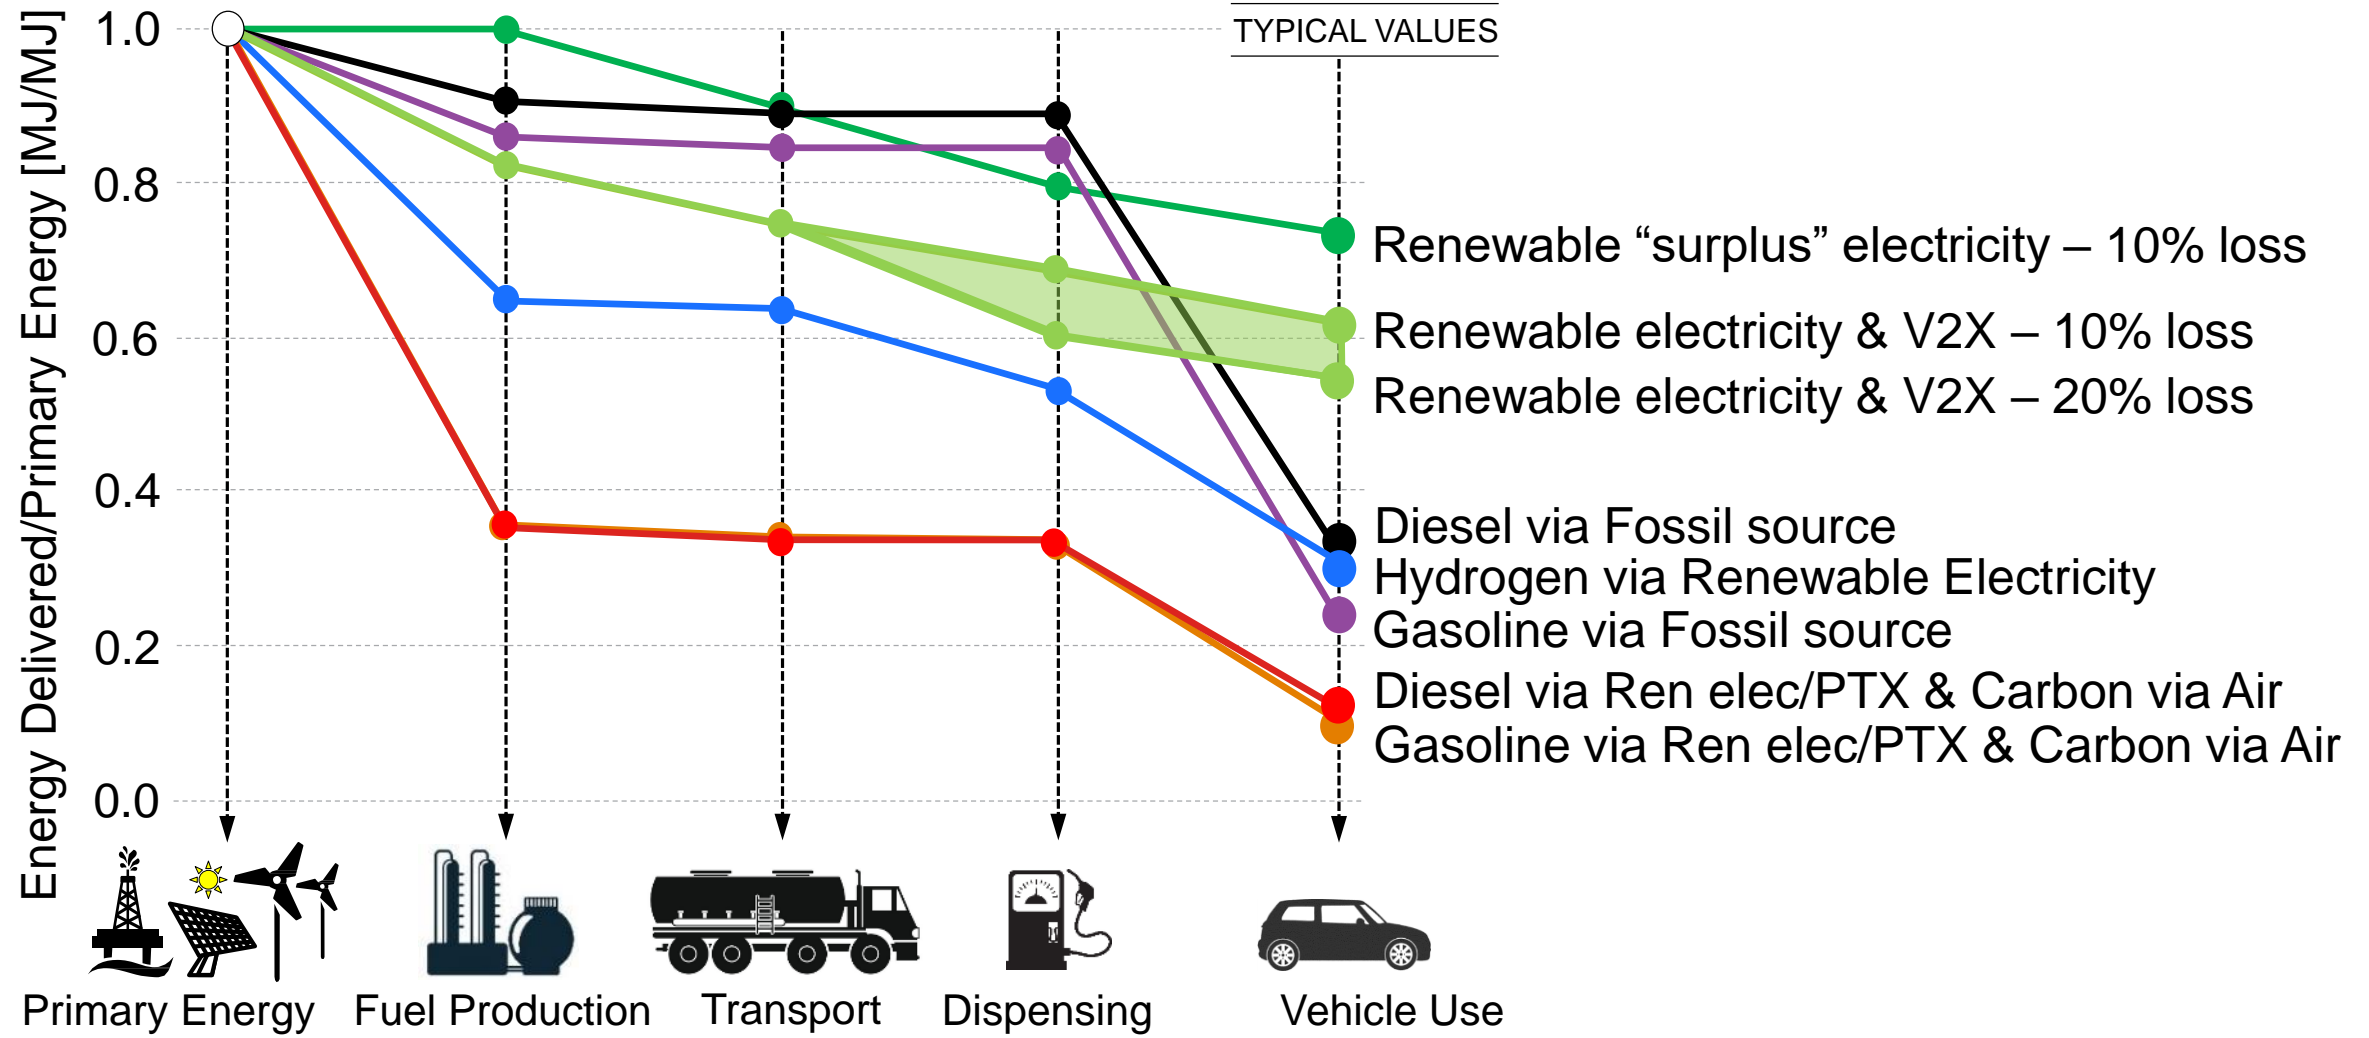 Energy Delivered/Primary Energy [MJ/MJ]
1.0
0.8
0.6
0.4
0.2
0.0
TYPICAL VALUES
Renewable “surplus” electricity – 10% loss
Renewable electricity & V2X – 10% loss
Renewable electricity & V2X – 20% loss
Diesel via Fossil source
Hydrogen via Renewable Electricity
Gasoline via Fossil source
Diesel via Ren elec/PTX & Carbon via Air
Gasoline via Ren elec/PTX & Carbon via Air
Primary Energy
Fuel Production
Transport
Dispensing
Vehicle Use